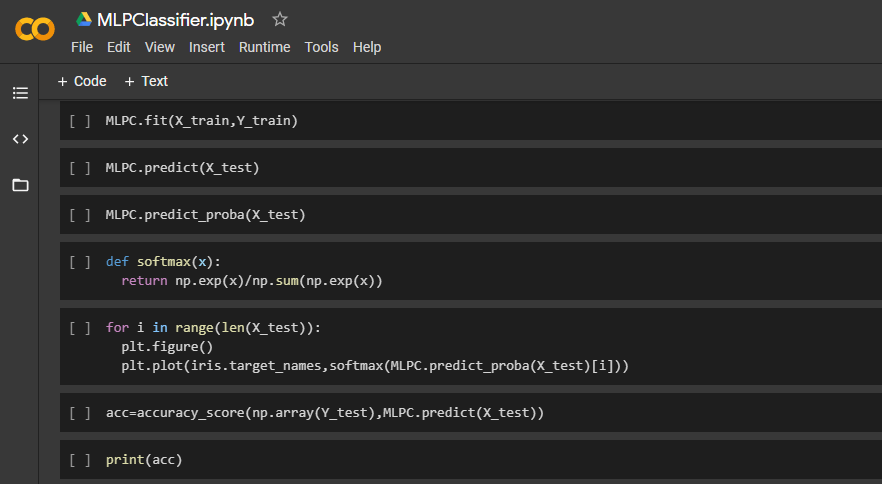 MLPClassifier.ipynb
File Edit View Insert Runtime Tools Help
+ Code + Text
[ ] MLPC.fit(X_train,Y_train)
[ ] MLPC.predict(X_test)
[ ] MLPC.predict_proba(X_test)
[ ] def softmax(x):
return np.exp(x)/np.sum(np.exp(x))
[ ] for i in range(len(X_test)):
plt.figure()
plt.plot(iris.target_names,softmax(MLPC.predict_proba(X_test)[i]))
[ ] acc=accuracy_score(np.array(Y_test),MLPC.predict(X_test))
[ ] print(acc)